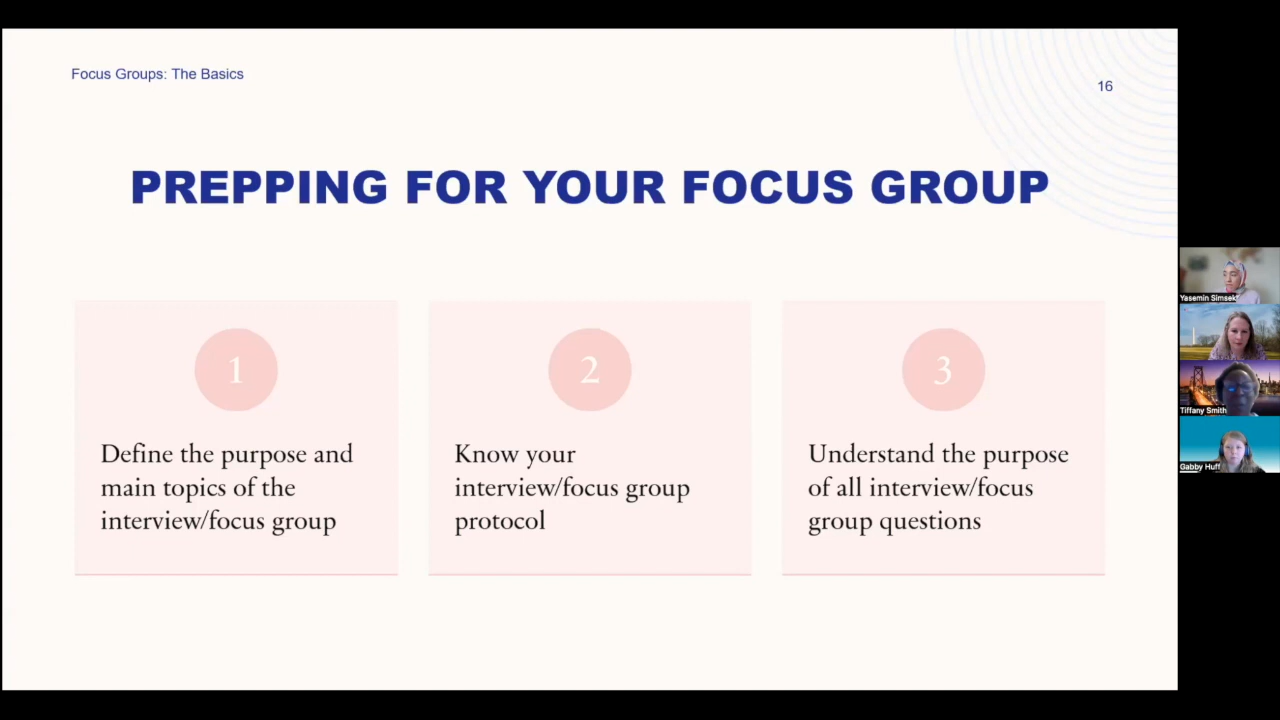 Focus Groups: The Basics
16
PREPPING FOR YOUR FOCUS GROUP
1
Define the purpose and
main topics of the
interview/focus group
2
Know your
interview/focus group
protocol
3
Understand the purpose
of all interview/focus
group questions
Yasemin Simsek
Tiffany Smith
Gabby Huff